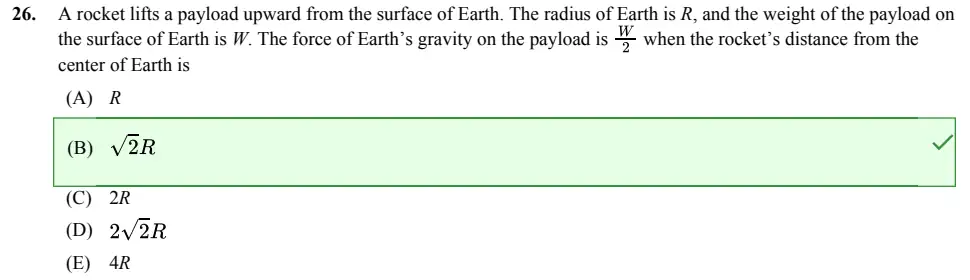 26. A rocket lifts a payload upward from the surface of Earth. The radius of Earth is R, and the weight of the payload on
the surface of Earth is W. The force of Earth’s gravity on the payload is W/2 when the rocket’s distance from the
center of Earth is
(A) R
(B) √2R
(C) 2R
(D) 2√2R
(E) 4R